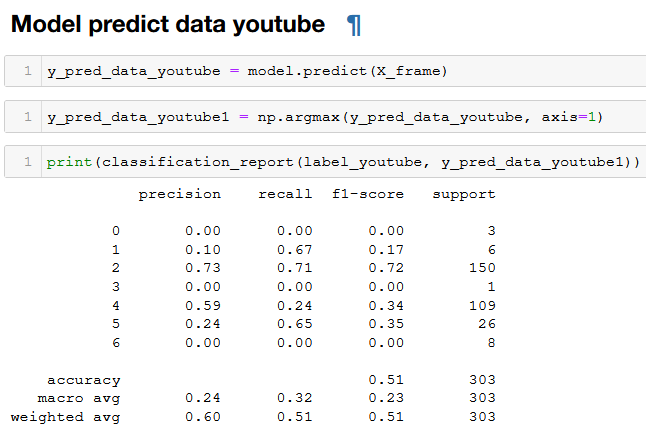 Model predict data youtube ¶
1 y_pred_data_youtube = model.predict(X_frame)
1 y_pred_data_youtube1 = np.argmax(y_pred_data_youtube, axis=1)
1 print(classification_report(label_youtube, y_pred_data_youtube1))
precision recall f1-score support
0 0.00 0.00 0.00 3
1 0.10 0.67 0.17 6
2 0.73 0.71 0.72 150
3 0.00 0.00 0.00 1
4 0.59 0.24 0.34 109
5 0.24 0.65 0.35 26
6 0.00 0.00 0.00 8
accuracy 0.51 303
macro avg 0.24 0.32 0.23 303
weighted avg 0.60 0.51 0.51 303